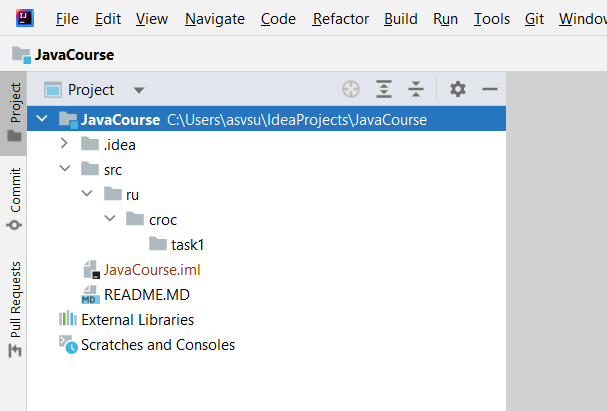 File Edit View Navigate Code Refactor Build Run Tools Git Window
JavaCourse
Project
JavaCourse C:\Users\asvsu\IdeaProjects\JavaCourse
.idea
src
ru
croc
task1
JavaCourse.iml
MD README.MD
External Libraries
Scratches and Consoles
Project
Commit
Pull Requests